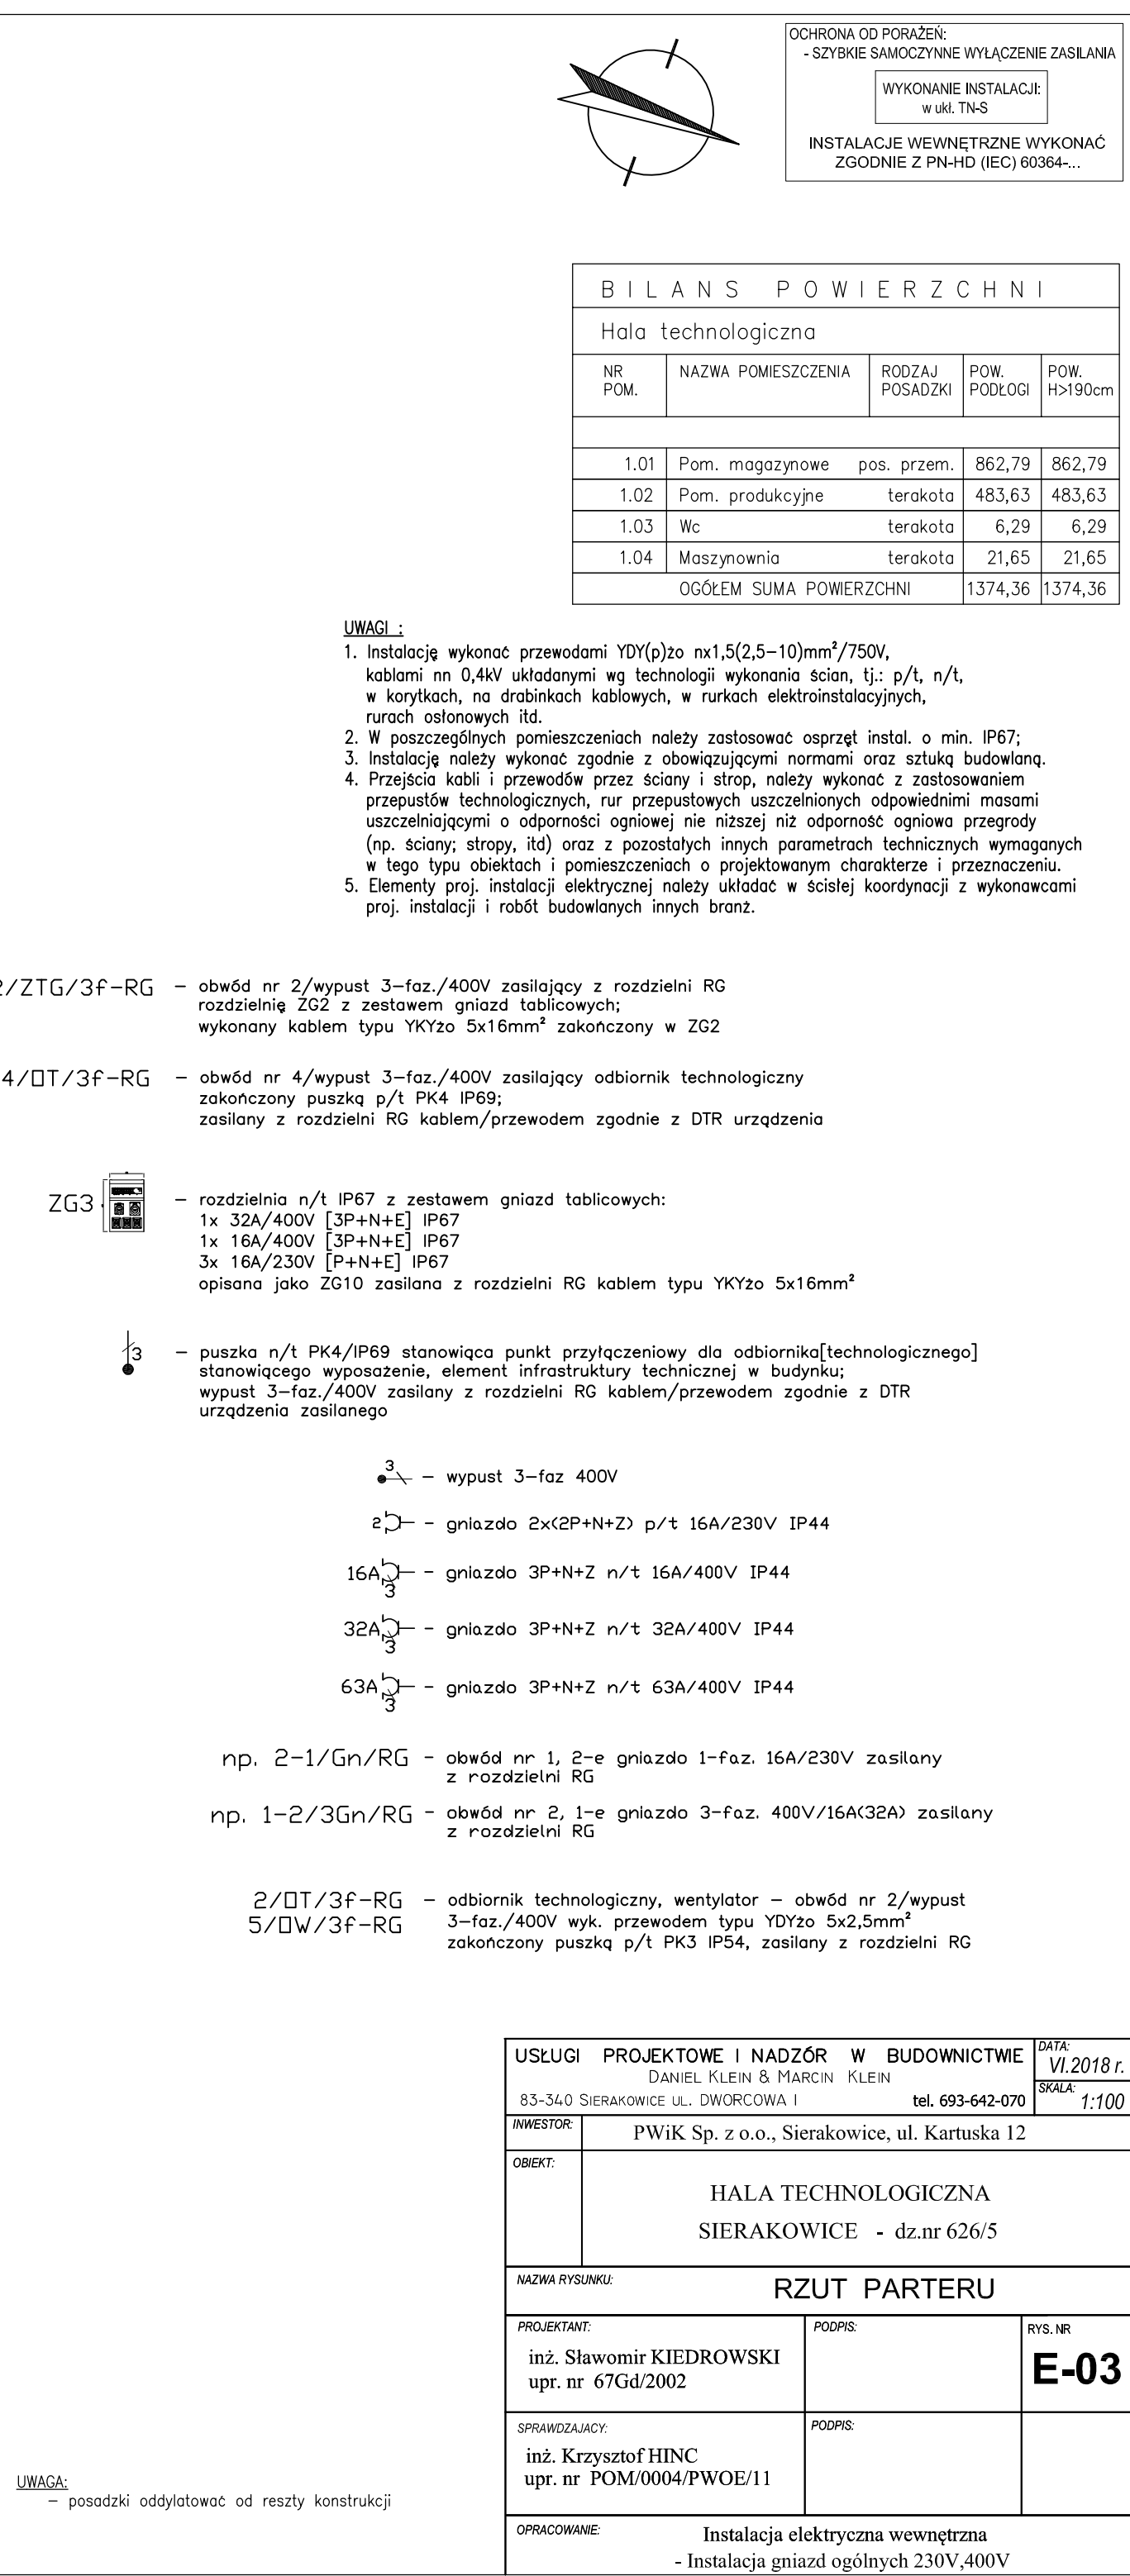 OCHRONA OD PORAŻEŃ:
- SZYBKIE SAMOCZYNNE WYŁĄCZENIE ZASILANIA
WYKONANIE INSTALACJI:
w ukł. TN-S
INSTALACJE WEWNĘTRZNE WYKONAĆ
ZGODNIE Z PN-HD (IEC) 60364-...
BILANS POWIERZCHNI
Hala technologiczna
NR POM. NAZWA POMIESZCZENIA RODZAJ POSADZKI POW. PODŁOGI POW. H>190cm
1.01 Pom. magazynowe pos. przem. 862,79 862,79
1.02 Pom. produkcyjne terakota 483,63 483,63
1.03 Wc terakota 6,29 6,29
1.04 Maszynownia terakota 21,65 21,65
OGÓŁEM SUMA POWIERZCHNI 1374,36 1374,36
UWAGI :
1. Instalację wykonać przewodami YDY(p)żo nx1,5(2,5-10)mm²/750V,
kablami nn 0,4kV układanymi wg technologii wykonania ścian, tj.: p/t, n/t,
w korytkach, na drabinkach kablowych, w rurkach elektroinstalacyjnych,
rurach osłonowych itd.
2. W poszczególnych pomieszczeniach należy zastosować osprzęt instal. o min. IP67;
3. Instalację należy wykonać zgodnie z obowiązującymi normami oraz sztuką budowlaną.
4. Przejścia kabli i przewodów przez ściany i strop, należy wykonać z zastosowaniem
przepustów technologicznych, rur przepustowych uszczelnionych odpowiednimi masami
uszczelniającymi o odporności ogniowej nie niższej niż odporność ogniowa przegrody
(np. ściany; stropy, itd) oraz z pozostałych innych parametrach technicznych wymaganych
w tego typu obiektach i pomieszczeniach o projektowanym charakterze i przeznaczeniu.
5. Elementy proj. instalacji elektrycznej należy układać w ścisłej koordynacji z wykonawcami
proj. instalacji i robót budowlanych innych branż.
2/ZTG/3f-RG - obwód nr 2/wypust 3-faz./400V zasilający z rozdzielni RG
rozdzielnię ZG2 z zestawem gniazd tablicowych;
wykonany kablem typu YKYżo 5x16mm² zakończony w ZG2
4/OT/3f-RG - obwód nr 4/wypust 3-faz./400V zasilający odbiornik technologiczny
zakończony puszką p/t PK4 IP69;
zasilany z rozdzielni RG kablem/przewodem zgodnie z DTR urządzenia
ZG3 - rozdzielnia n/t IP67 z zestawem gniazd tablicowych:
1x 32A/400V [3P+N+E] IP67
1x 16A/400V [3P+N+E] IP67
3x 16A/230V [P+N+E] IP67
opisana jako ZG10 zasilana z rozdzielni RG kablem typu YKYżo 5x16mm²
3 - puszka n/t PK4/IP69 stanowiąca punkt przyłączeniowy dla odbiornika[technologicznego]
stanowiącego wyposażenie, element infrastruktury technicznej w budynku;
wypust 3-faz./400V zasilany z rozdzielni RG kablem/przewodem zgodnie z DTR
urządzenia zasilanego
3 - wypust 3-faz 400V
2 - gniazdo 2x(2P+N+Z) p/t 16A/230V IP44
16A 3 - gniazdo 3P+N+Z n/t 16A/400V IP44
32A 3 - gniazdo 3P+N+Z n/t 32A/400V IP44
63A 3 - gniazdo 3P+N+Z n/t 63A/400V IP44
np. 2-1/Gn/RG - obwód nr 1, 2-e gniazdo 1-faz. 16A/230V zasilany
z rozdzielni RG
np. 1-2/3Gn/RG - obwód nr 2, 1-e gniazdo 3-faz. 400V/16A(32A) zasilany
z rozdzielni RG
2/OT/3f-RG - odbiornik technologiczny, wentylator - obwód nr 2/wypust
5/OW/3f-RG 3-faz./400V wyk. przewodem typu YDYżo 5x2,5mm²
zakończony puszką p/t PK3 IP54, zasilany z rozdzielni RG
USŁUGI PROJEKTOWE I NADZÓR W BUDOWNICTWIE
DANIEL KLEIN & MARCIN KLEIN
83-340 SIERAKOWICE UL. DWORCOWA 1 tel. 693-642-070
DATA: VI.2018 r.
SKALA: 1:100
INWESTOR: PWiK Sp. z o.o., Sierakowice, ul. Kartuska 12
OBIEKT:
HALA TECHNOLOGICZNA
SIERAKOWICE - dz.nr 626/5
NAZWA RYSUNKU: RZUT PARTERU
PROJEKTANT: PODPIS: RYS. NR
inż. Sławomir KIEDROWSKI
upr. nr 67Gd/2002
E-03
SPRAWDZAJACY: PODPIS:
inż. Krzysztof HINC
upr. nr POM/0004/PWOE/11
OPRACOWANIE: Instalacja elektryczna wewnętrzna
- Instalacja gniazd ogólnych 230V,400V
UWAGA:
- posadzki oddylatować od reszty konstrukcji